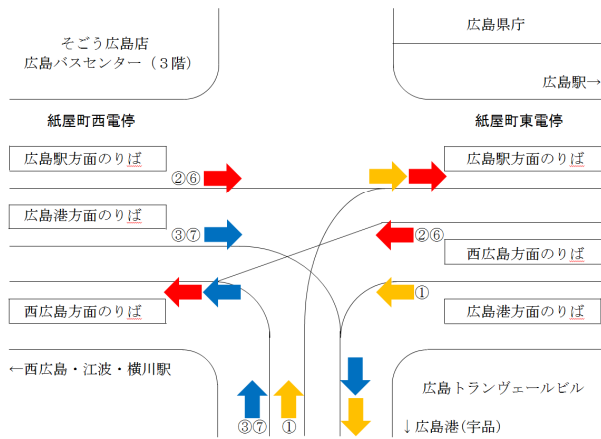 そごう広島店
広島バスセンター（３階）
広島県庁
広島駅→
紙屋町西電停
紙屋町東電停
広島駅方面のりば
広島駅方面のりば
②⑥
広島港方面のりば
③⑦
②⑥
西広島方面のりば
西広島方面のりば
①
広島港方面のりば
←西広島・江波・横川駅
広島トランヴェールビル
③⑦
①
↓広島港(宇品)